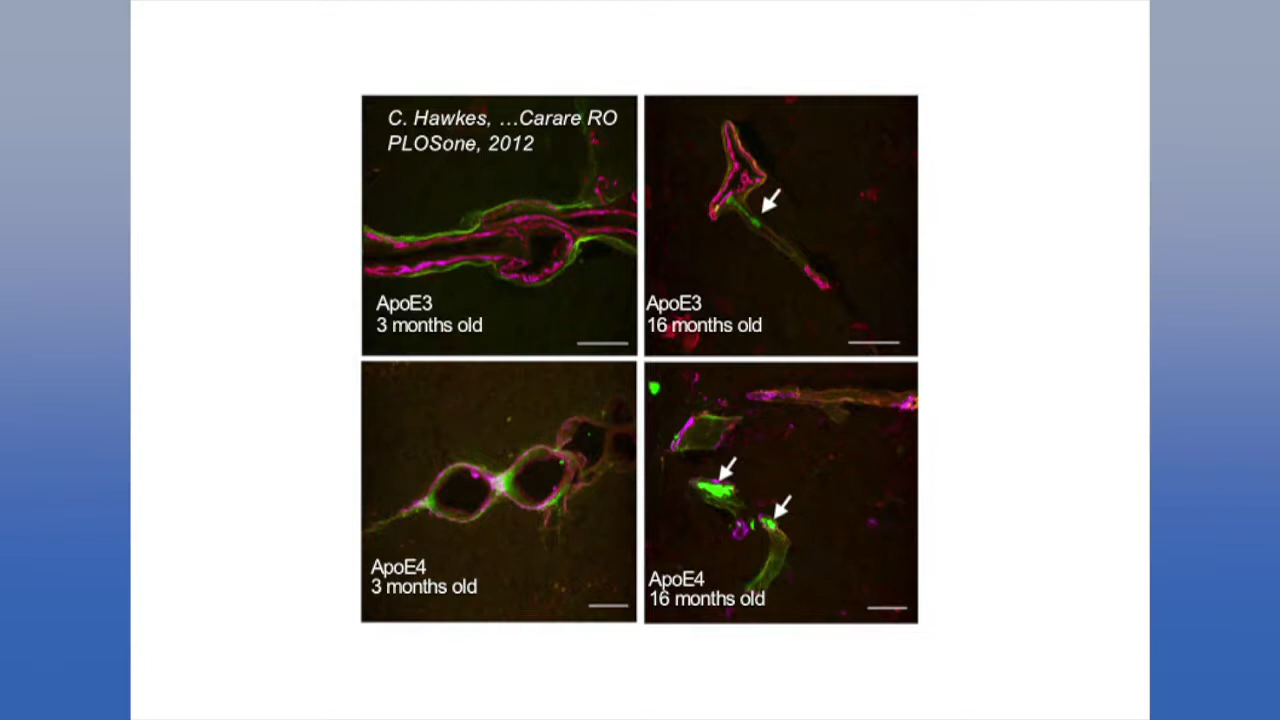 C. Hawkes, ...Carare RO
PLOSone, 2012
ApoE3
3 months old
ApoE3
16 months old
ApoE4
3 months old
ApoE4
16 months old